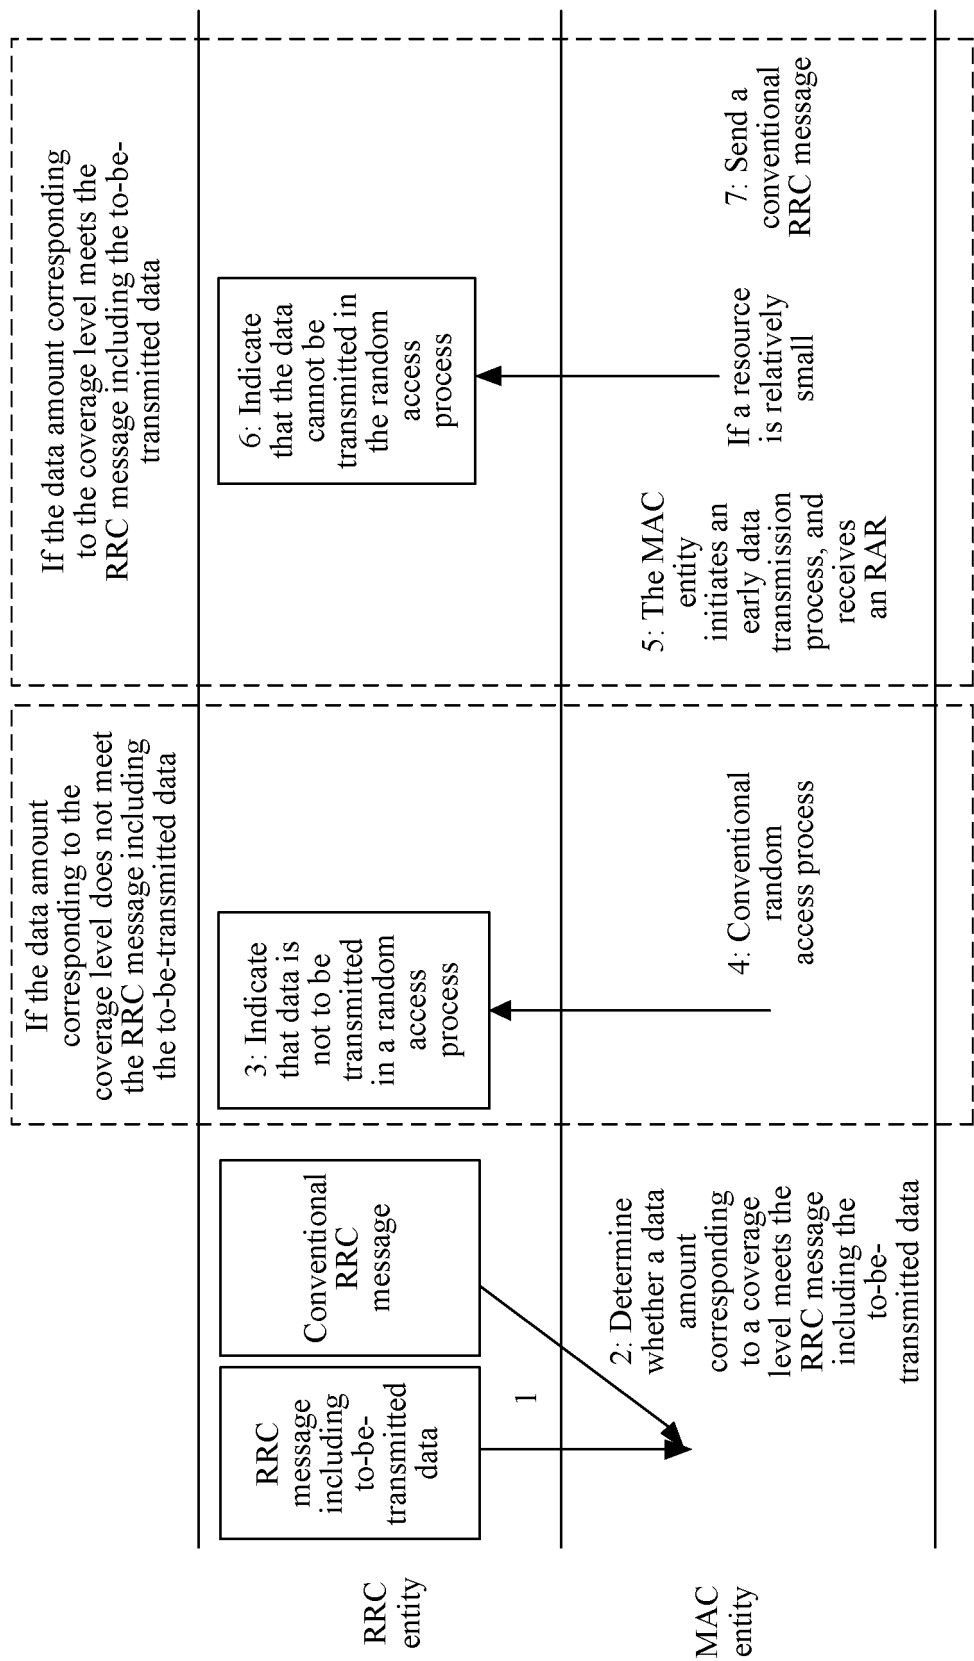 RRC
entity
MAC
entity
RRC
message
including
to-be-
transmitted
data
Conventional
RRC
message
1
2: Determine
whether a data
amount
corresponding
to a coverage
level meets the
RRC message
including the
to-be-
transmitted data
If the data amount
corresponding to the
coverage level does not meet
the RRC message including
the to-be-transmitted data
3: Indicate
that data is
not to be
transmitted
in a random
access
process
4: Conventional
random
access process
If the data amount corresponding
to the coverage level meets the
RRC message including the to-be-
transmitted data
5: The MAC
entity
initiates an
early data
transmission
process, and
receives
an RAR
6: Indicate
that the data
cannot be
transmitted in
the random
access
process
If a resource
is relatively
small
7: Send a
conventional
RRC message